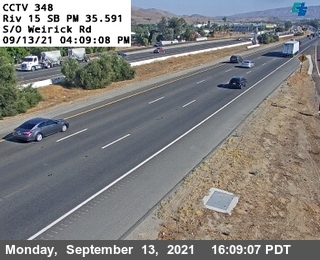 CCTV 348
Riv 15 SB PM 35.591
S/O Weirick Rd
09/13/21 04:09:08 PM
Monday, September 13, 2021 16:09:07 PDT